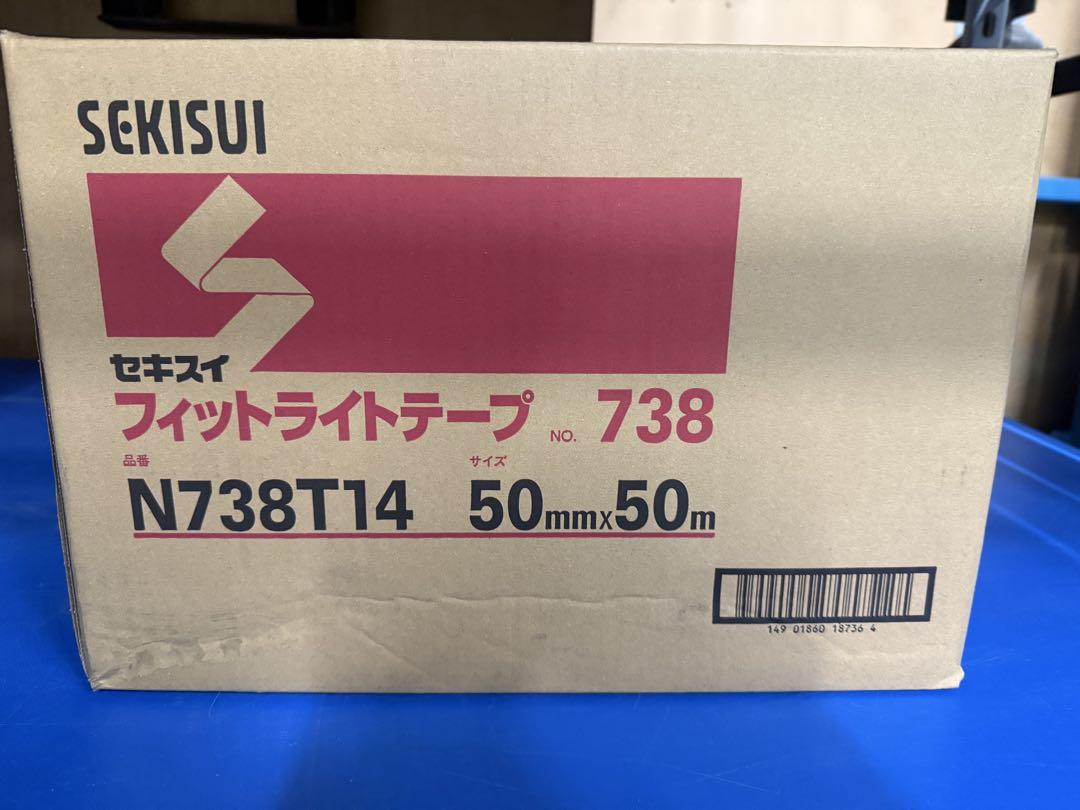 SEKISUI
セキスイ
フィットライトテープ NO. 738
品番 サイズ
N738T14 50mm×50m
149 01860 18736 4